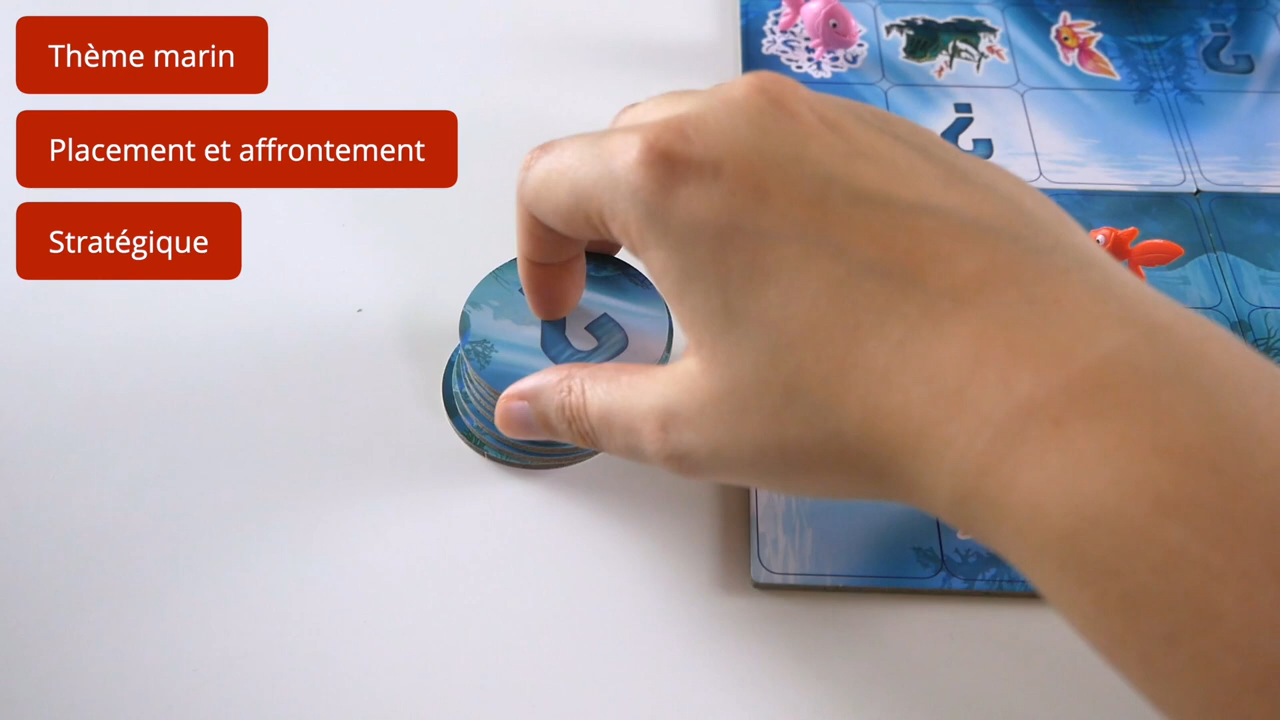 Thème marin
Placement et affrontement
Stratégique
?
?
?